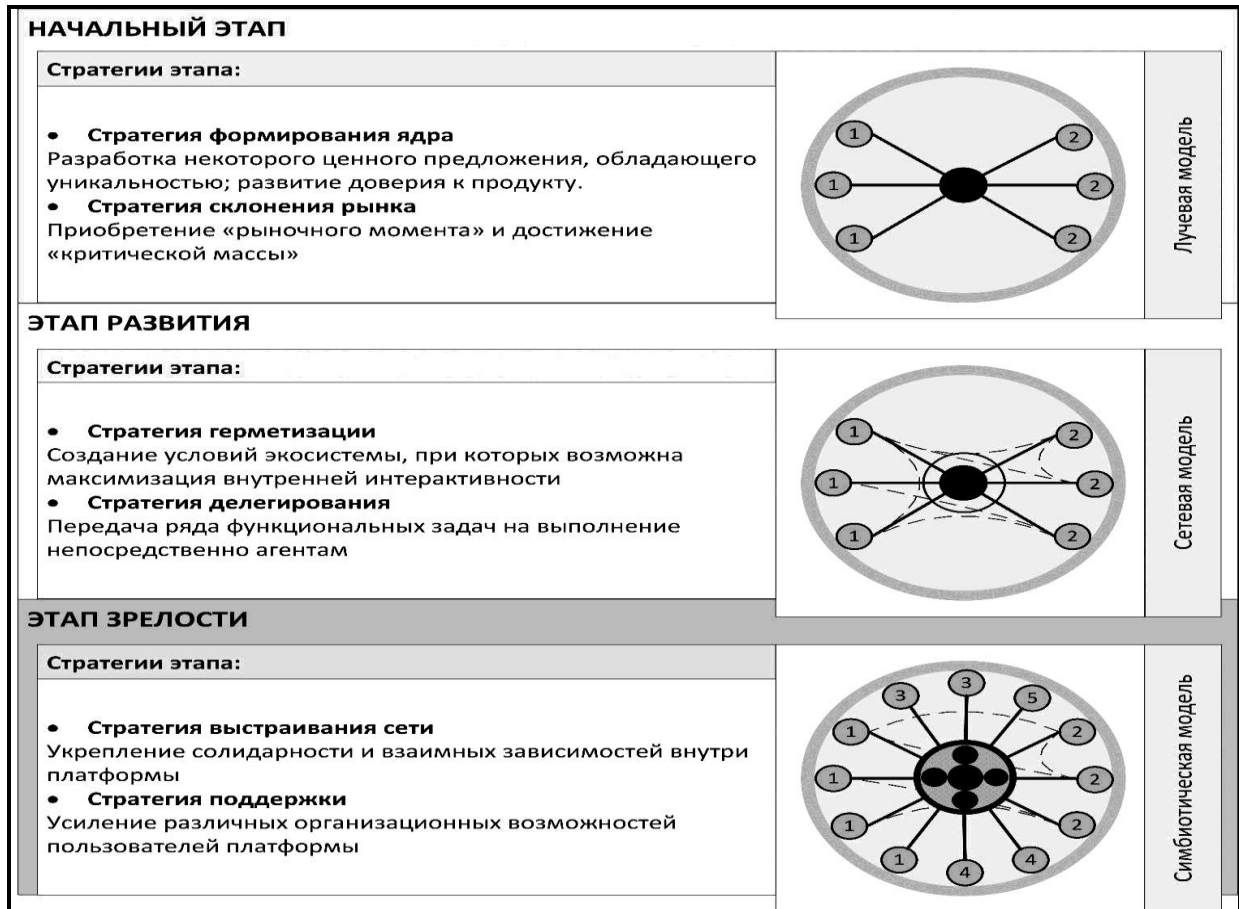 НАЧАЛЬНЫЙ ЭТАП
Стратегии этапа:
• Стратегия формирования ядра
Разработка некоторого ценного предложения, обладающего
уникальностью; развитие доверия к продукту.
• Стратегия склонения рынка
Приобретение «рыночного момента» и достижение
«критической массы»
1
2
1
2
1
2
Лучевая модель
ЭТАП РАЗВИТИЯ
Стратегии этапа:
• Стратегия герметизации
Создание условий экосистемы, при которых возможна
максимизация внутренней интерактивности
• Стратегия делегирования
Передача ряда функциональных задач на выполнение
непосредственно агентам
1
2
1
2
1
2
Сетевая модель
ЭТАП ЗРЕЛОСТИ
Стратегии этапа:
• Стратегия выстраивания сети
Укрепление солидарности и взаимных зависимостей внутри
платформы
• Стратегия поддержки
Усиление различных организационных возможностей
пользователей платформы
3
3
5
1
2
1
2
1
2
1
4
4
Симбиотическая модель